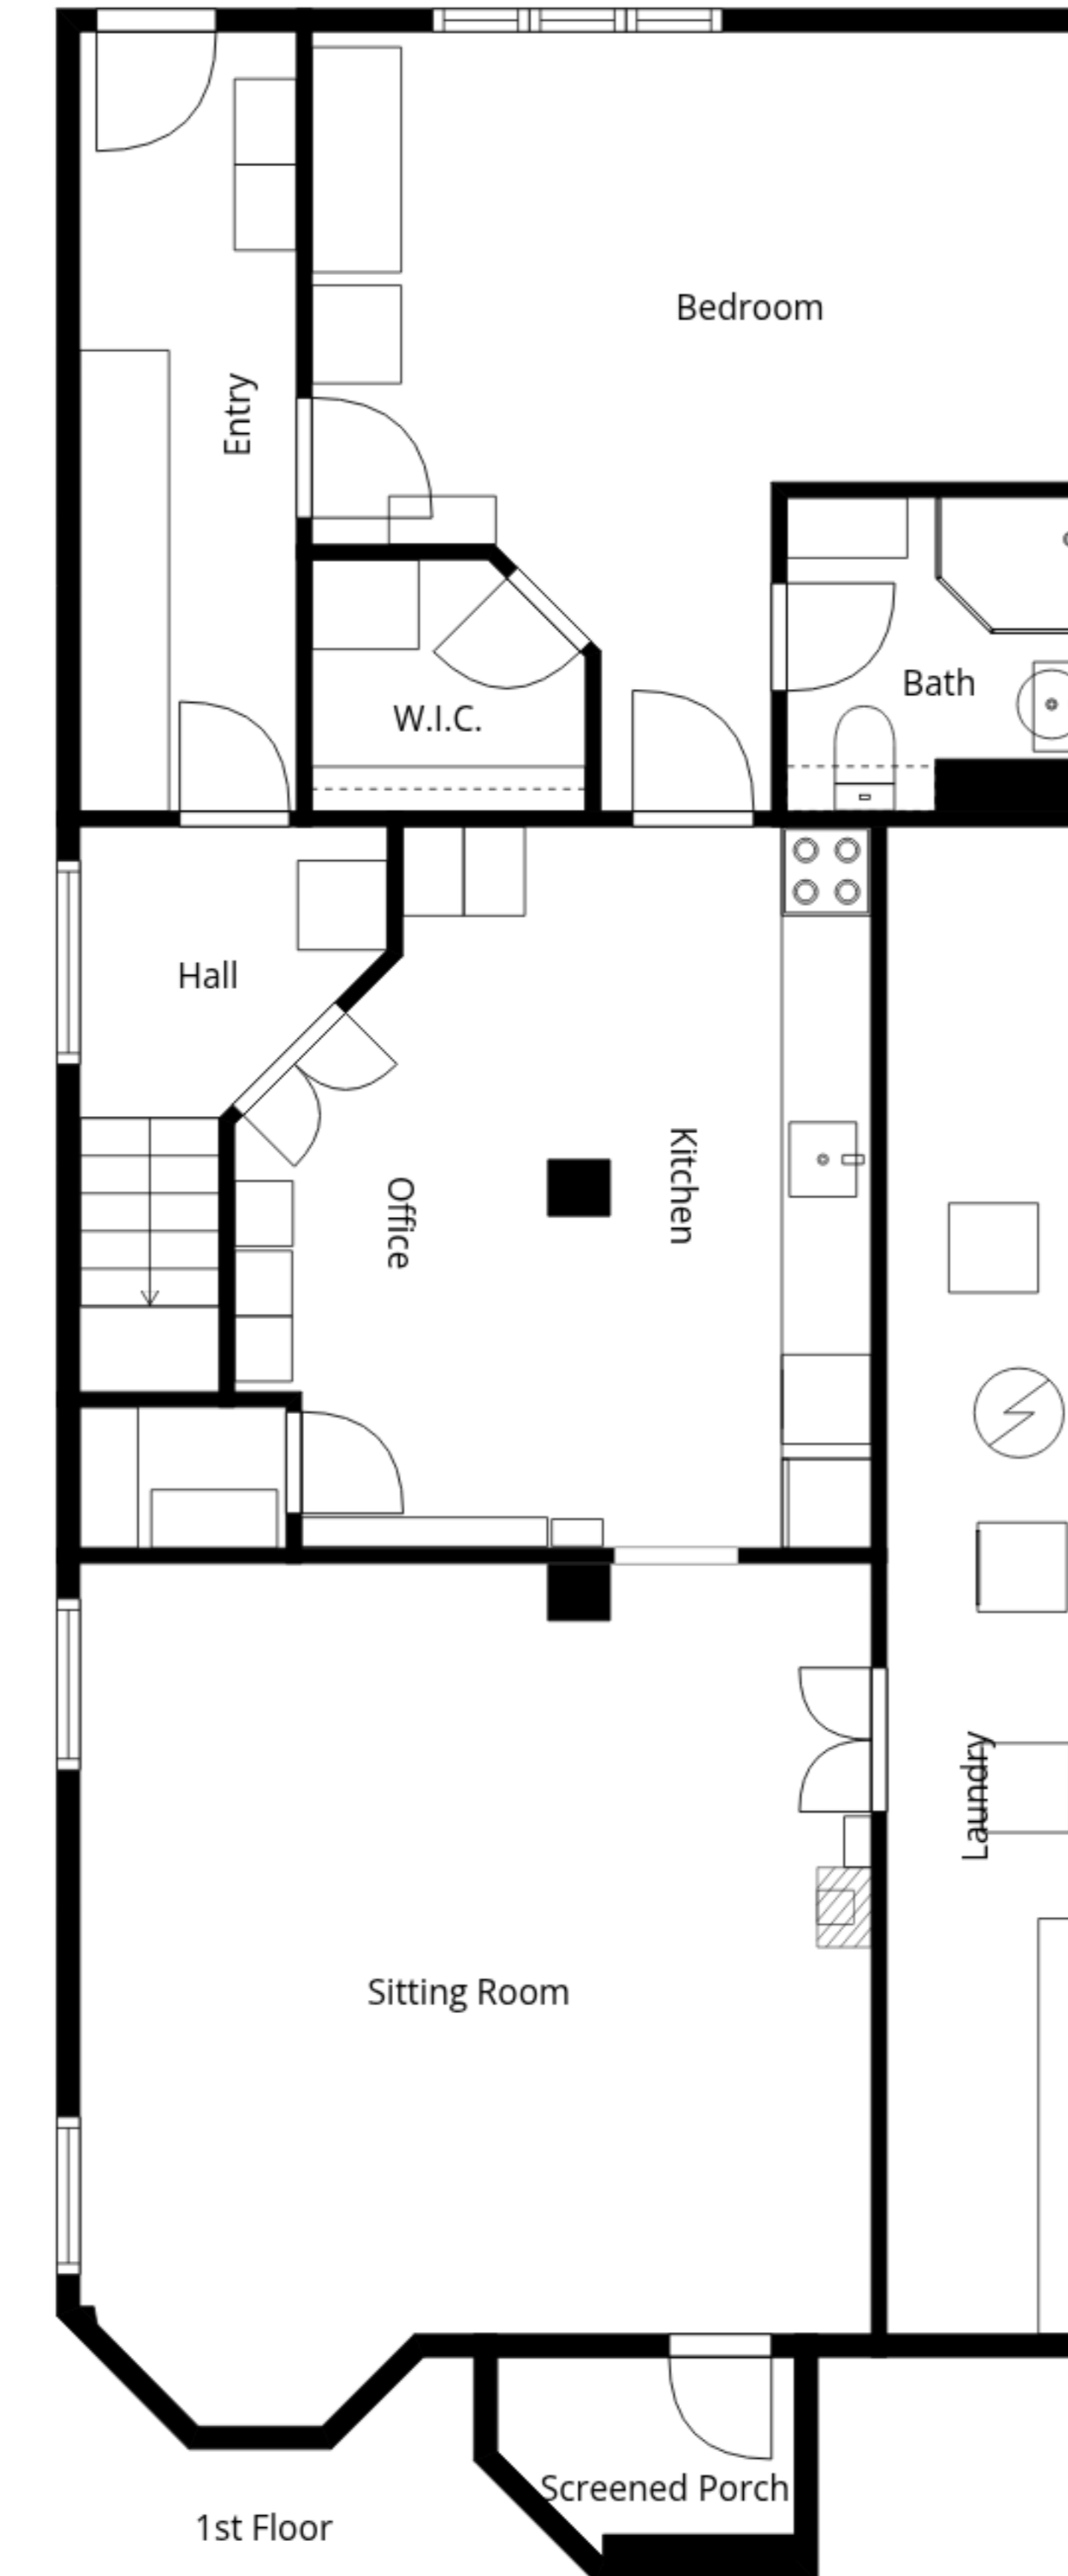 Bedroom
Entry
Bath
W.I.C.
Hall
Office
Kitchen
Laundry
Sitting Room
Screened Porch
1st Floor